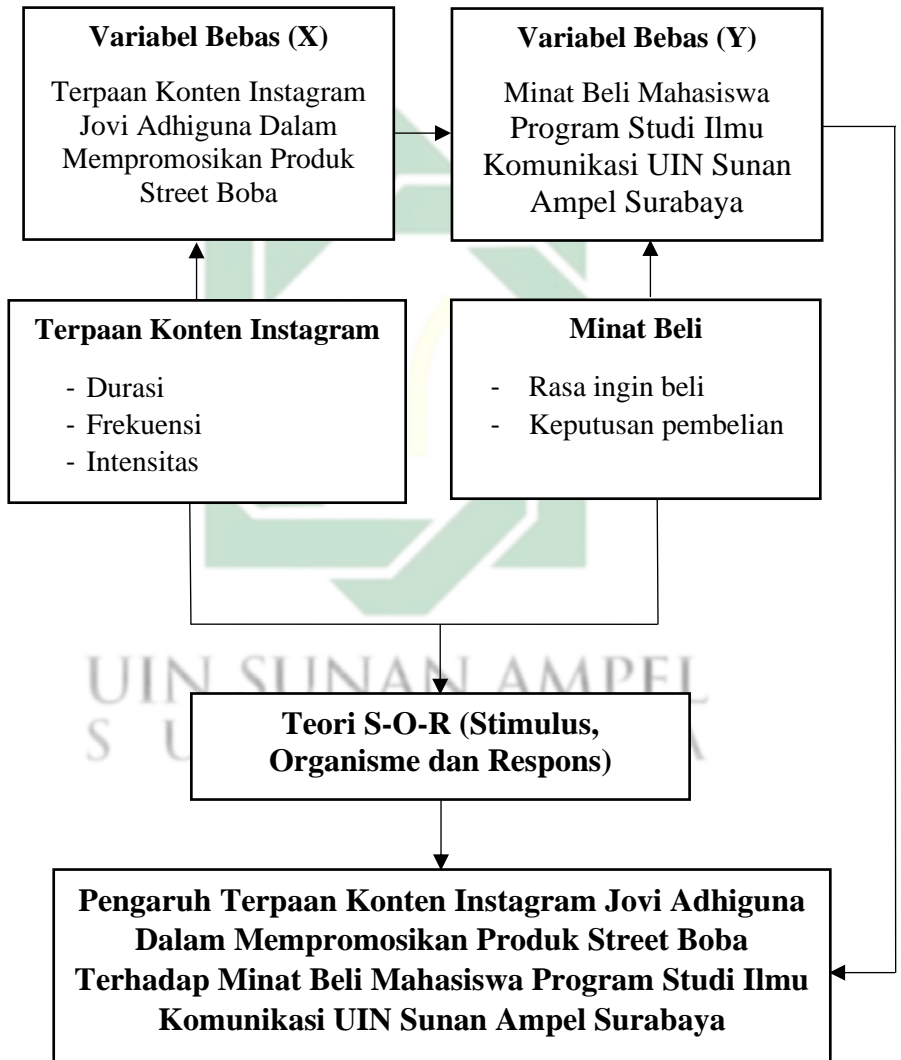 Variabel Bebas (X)
Terpaan Konten Instagram
Jovi Adhiguna Dalam
Mempromosikan Produk
Street Boba
Variabel Bebas (Y)
Minat Beli Mahasiswa
Program Studi Ilmu
Komunikasi UIN Sunan
Ampel Surabaya
Terpaan Konten Instagram
- Durasi
- Frekuensi
- Intensitas
Minat Beli
- Rasa ingin beli
- Keputusan pembelian
UIN SUNAN AMPEL
Teori S-O-R (Stimulus,
Organisme dan Respons)
Pengaruh Terpaan Konten Instagram Jovi Adhiguna
Dalam Mempromosikan Produk Street Boba
Terhadap Minat Beli Mahasiswa Program Studi Ilmu
Komunikasi UIN Sunan Ampel Surabaya